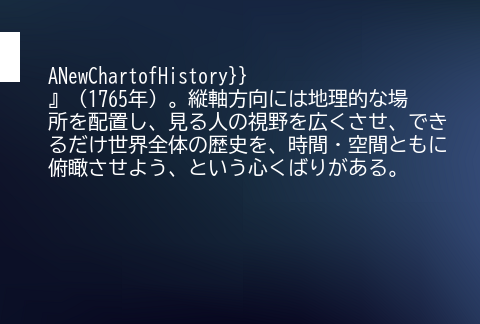 ANewChartofHistory}}
』（1765年）。縦軸方向には地理的な場
所を配置し、見る人の視野を広くさせ、でき
るだけ世界全体の歴史を、時間・空間ともに
俯瞰させよう、という心くばりがある。